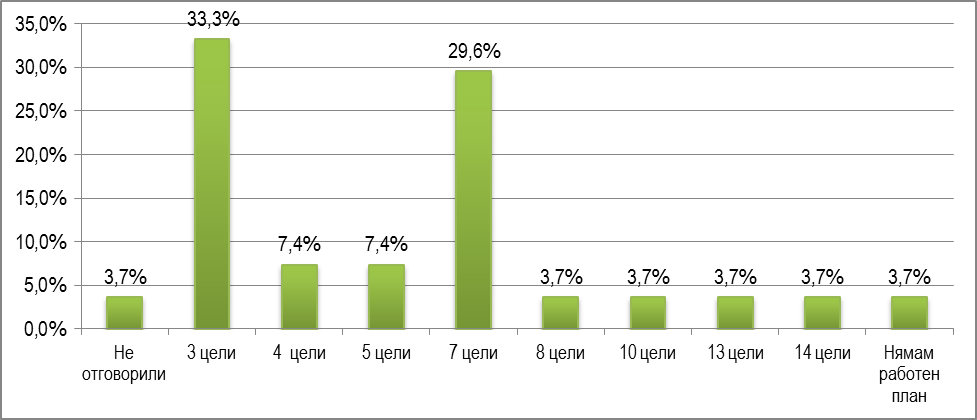 35,0%
30,0%
25,0%
20,0%
15,0%
10,0%
5,0%
0,0%
3,7%
33,3%
7,4%
7,4%
29,6%
3,7%
3,7%
3,7%
3,7%
3,7%
Не
отговорили
3 цели
4 цели
5 цели
7 цели
8 цели
10 цели
13 цели
14 цели
Нямам
работен
план